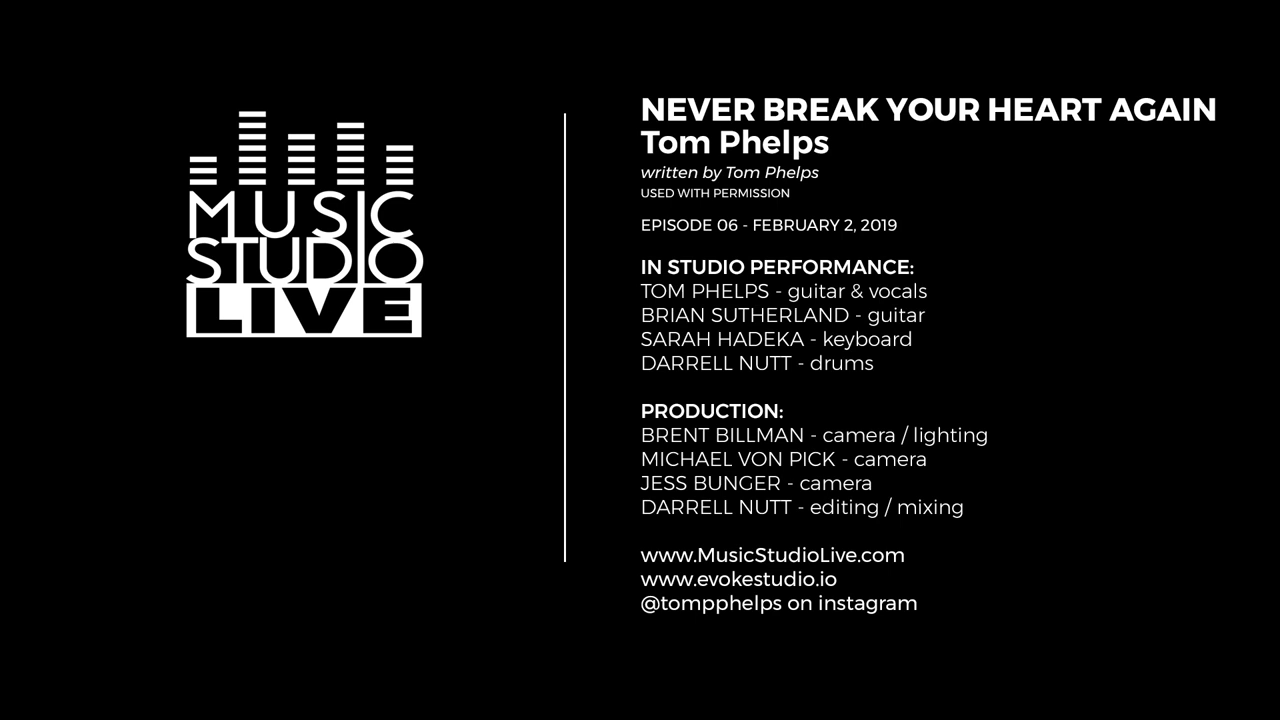 MUSIC
STUDIO
LIVE
NEVER BREAK YOUR HEART AGAIN
Tom Phelps
written by Tom Phelps
USED WITH PERMISSION
EPISODE 06 - FEBRUARY 2, 2019
IN STUDIO PERFORMANCE:
TOM PHELPS - guitar & vocals
BRIAN SUTHERLAND - guitar
SARAH HADEKA - keyboard
DARRELL NUTT - drums
PRODUCTION:
BRENT BILLMAN - camera / lighting
MICHAEL VON PICK - camera
JESS BUNGER - camera
DARRELL NUTT - editing / mixing
www.MusicStudioLive.com
www.evokestudio.io
@tompphelps on instagram